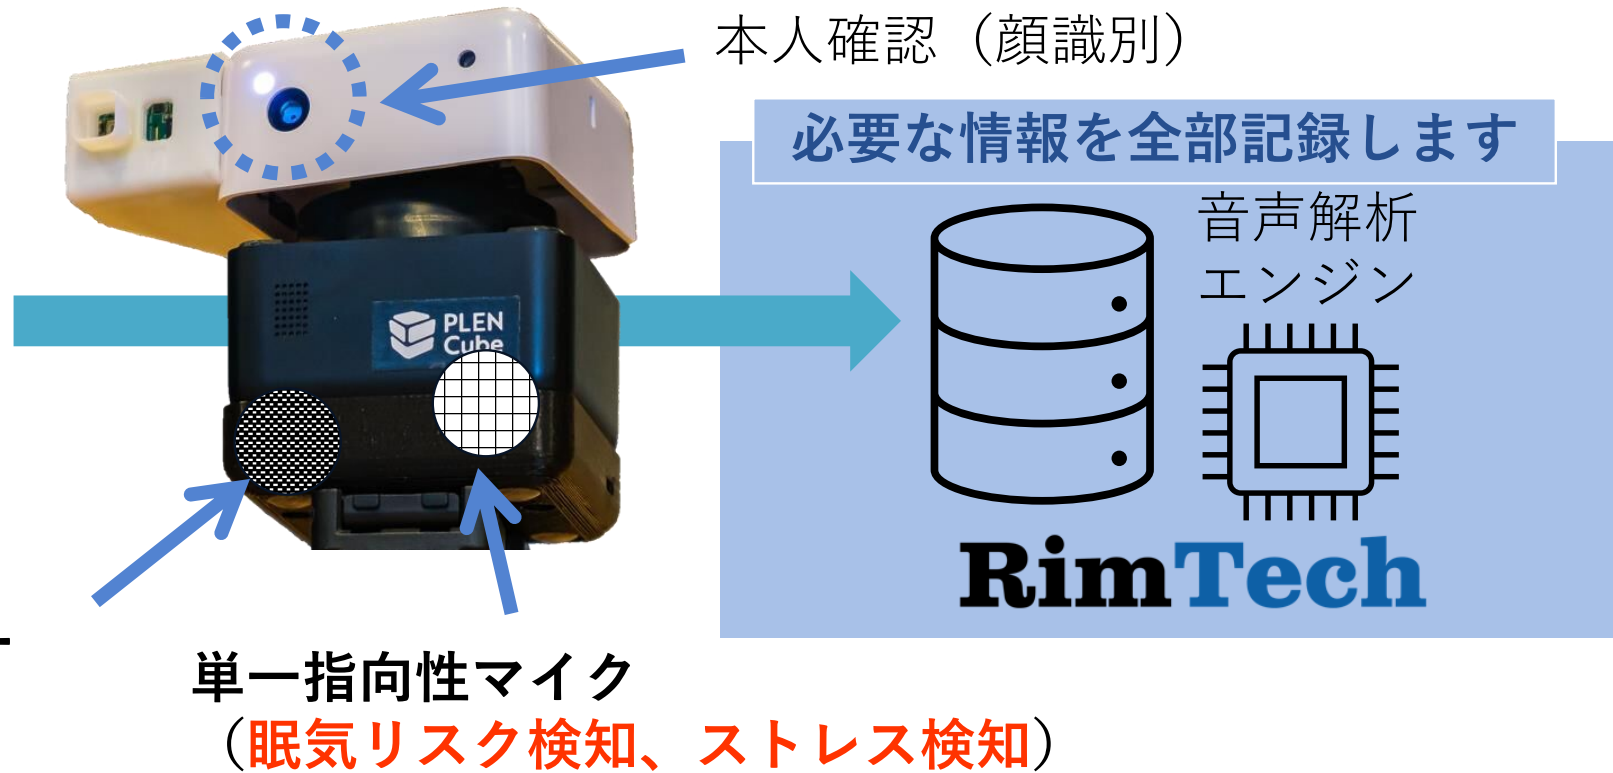 本人確認（顔識別）
必要な情報を全部記録します
音声解析
エンジン
PLEN
Cube
RimTech
単一指向性マイク
（眠気リスク検知、ストレス検知）